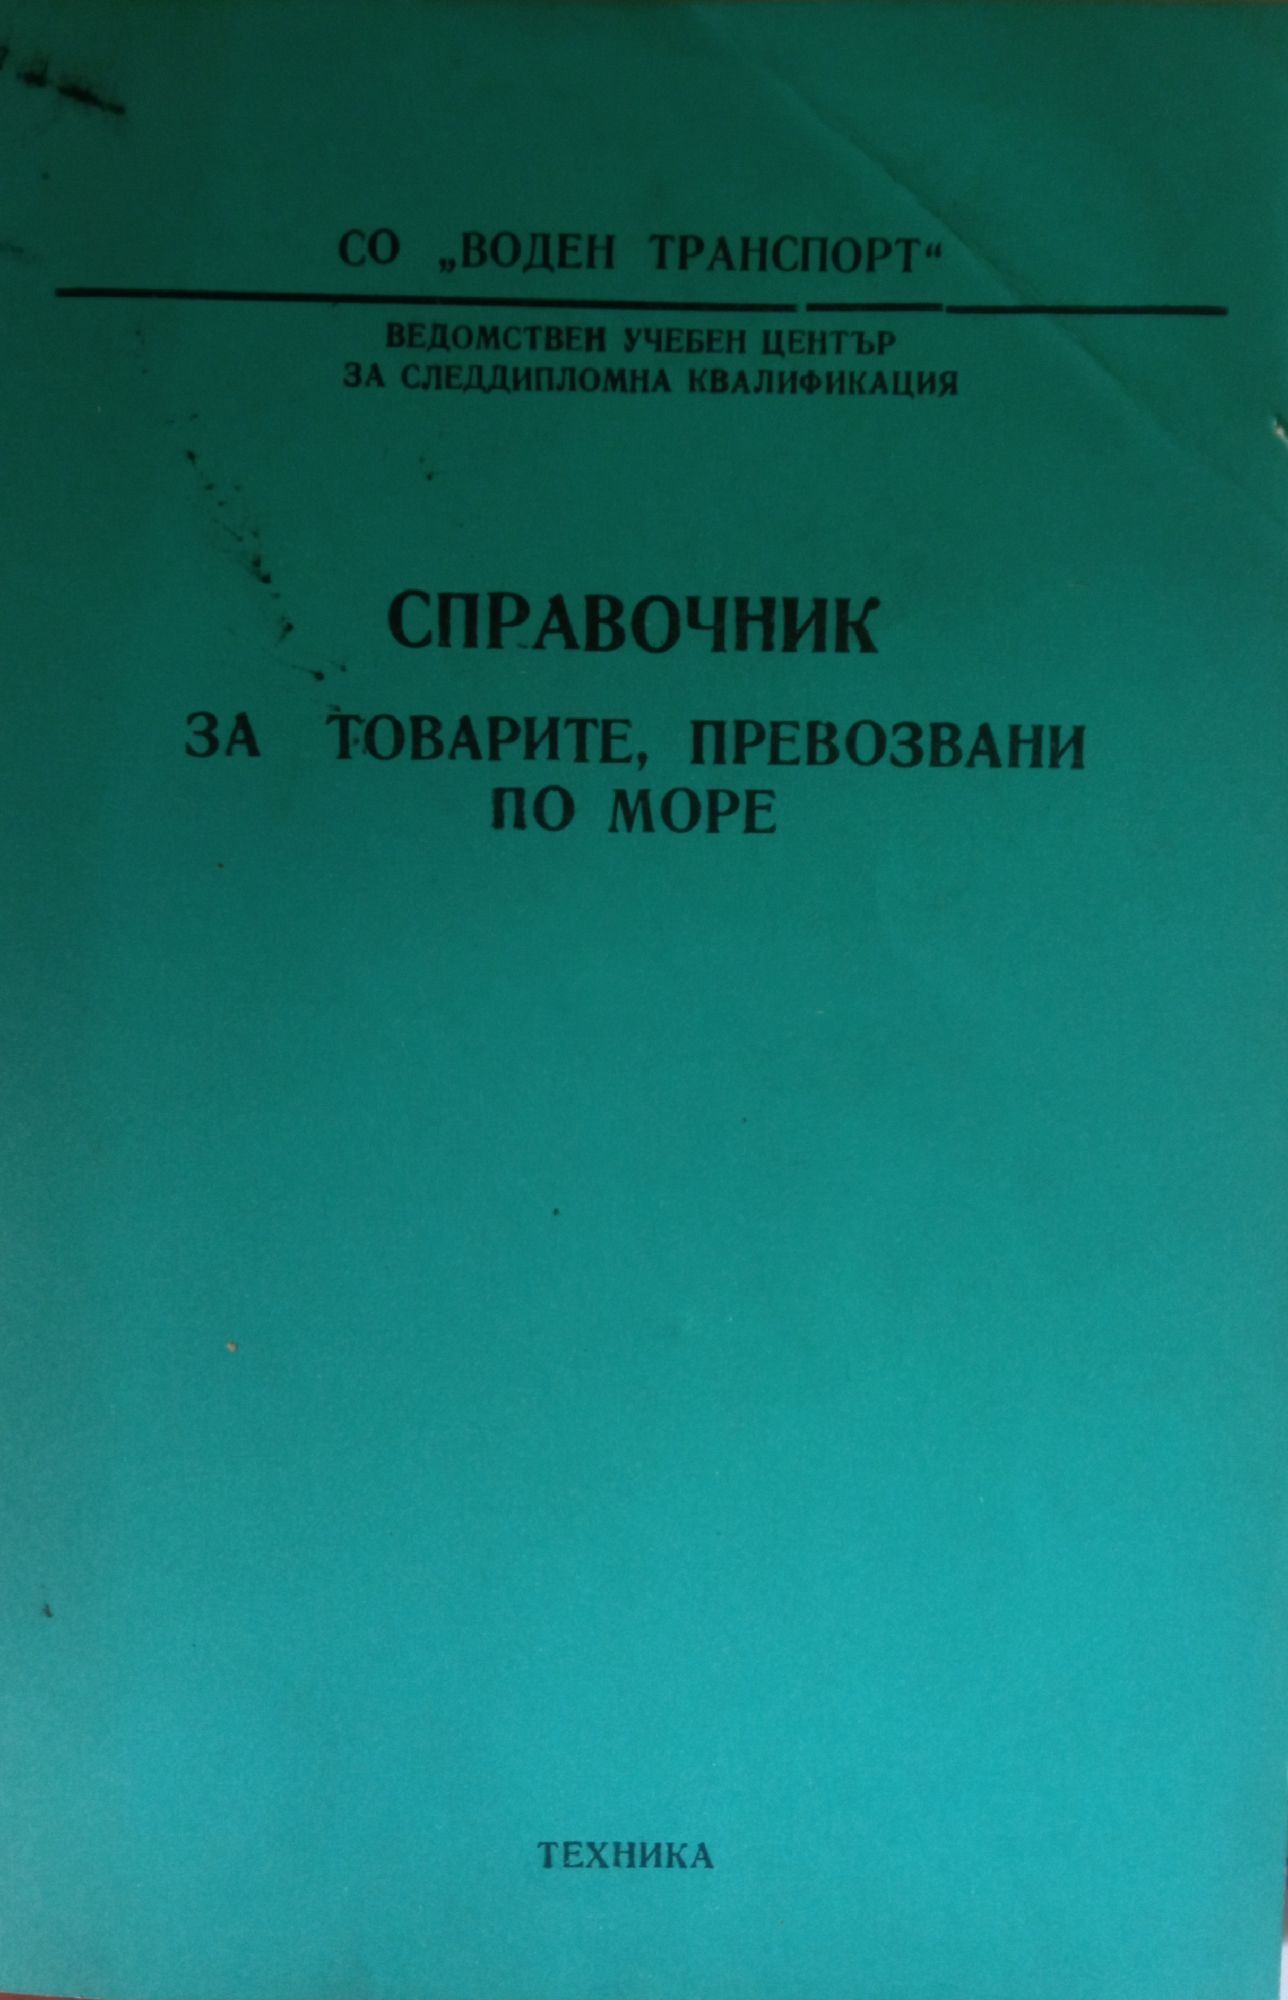 СО „ВОДЕН ТРАНСПОРТ“
ВЕДОМСТВЕН УЧЕБЕН ЦЕНТЪР
ЗА СЛЕДДИПЛОМНА КВАЛИФИКАЦИЯ
СПРАВОЧНИК
ЗА ТОВАРИТЕ, ПРЕВОЗВАНИ
ПО МОРЕ
ТЕХНИКА